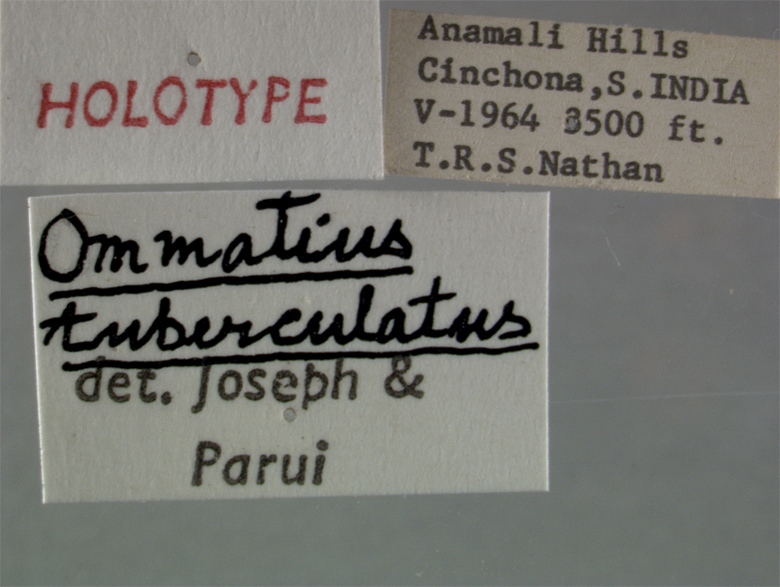 HOLOTYPE
Anamali Hills
Cinchona,S.INDIA
V-1964 3500 ft.
T.R.S.Nathan
Ommatius
tuberculatus
det. Joseph &
Parui